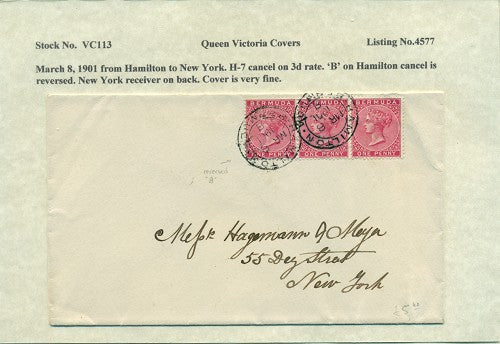 Stock No. VC113 Queen Victoria Covers Listing No.4577
March 8, 1901 from Hamilton to New York. H-7 cancel on 3d rate. 'B' on Hamilton cancel is
reversed. New York receiver on back. Cover is very fine.
BERMUDA BERMUDA BERMUDA
HAMILTON
ONE PENNY ONE PENNY ONE PENNY
reversed
"B"
Messrs Hagemann & Meyer
55 Dey Street
New York